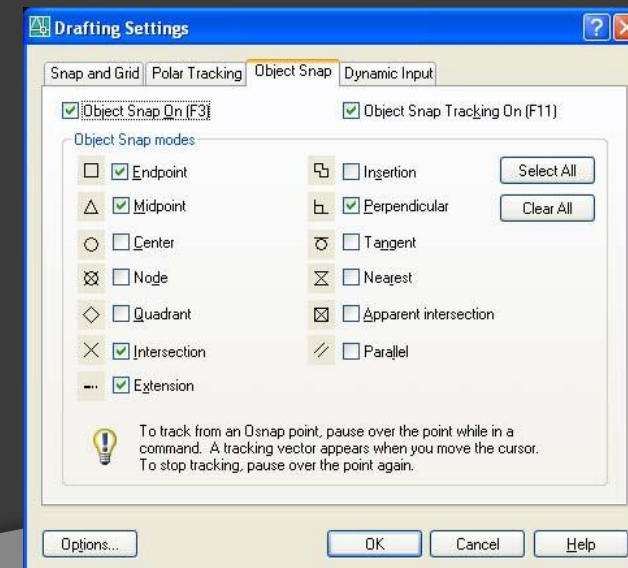 Drafting Settings
Snap and Grid Polar Tracking Object Snap Dynamic Input
Object Snap On (F3) Object Snap Tracking On (F11)
Object Snap modes
Endpoint Insertion Select All
Midpoint Perpendicular Clear All
Center Tangent
Node Nearest
Quadrant Apparent intersection
Intersection Parallel
Extension
To track from an Osnap point, pause over the point while in a
command. A tracking vector appears when you move the cursor.
To stop tracking, pause over the point again.
Options... OK Cancel Help